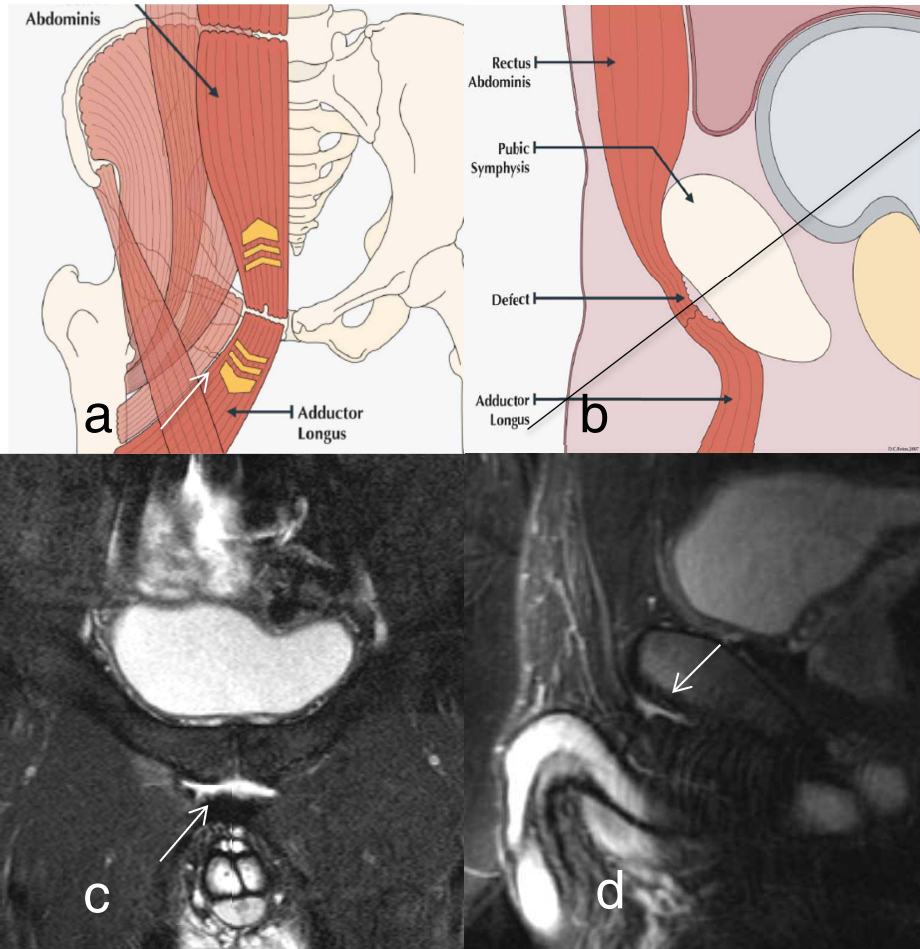 Abdominis
Adductor
Longus
a
Rectus
Abdominis
Pubic
Symphysis
Defect
Adductor
Longus
b
c
d